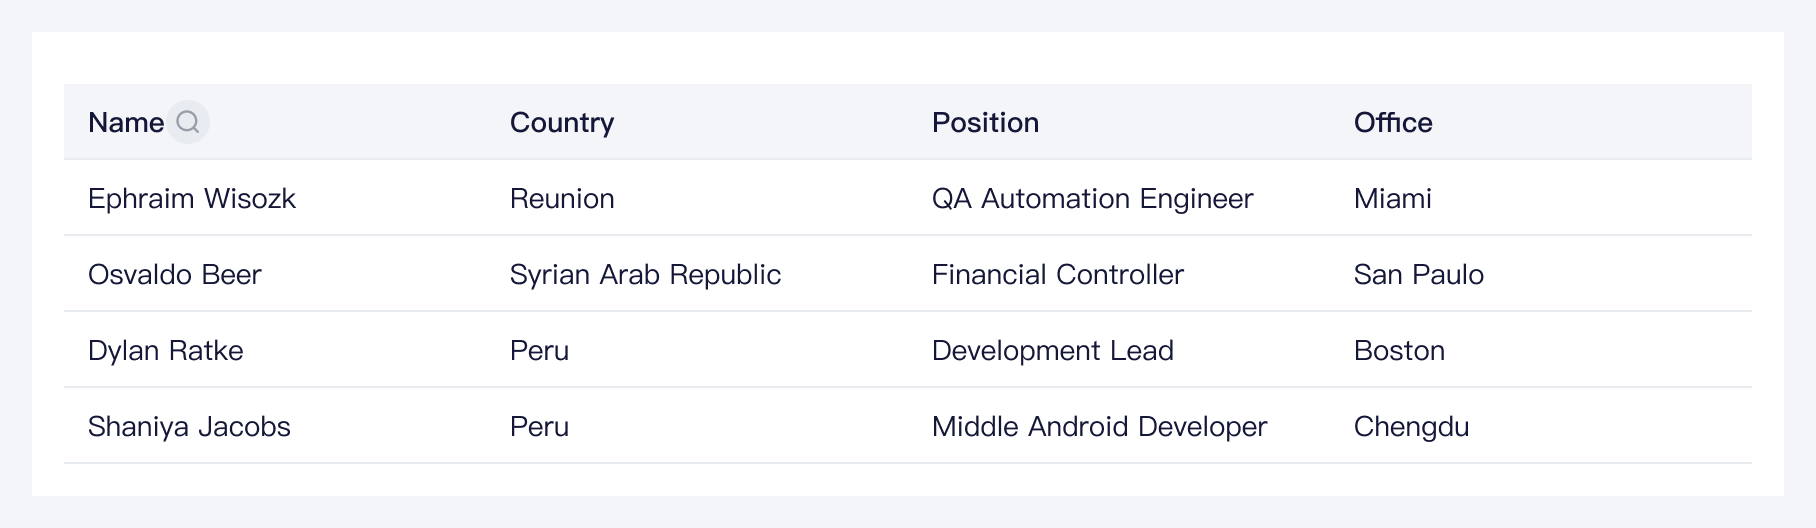 Name Country Position Office
Ephraim Wisozk Reunion QA Automation Engineer Miami
Osvaldo Beer Syrian Arab Republic Financial Controller San Paulo
Dylan Ratke Peru Development Lead Boston
Shaniya Jacobs Peru Middle Android Developer Chengdu